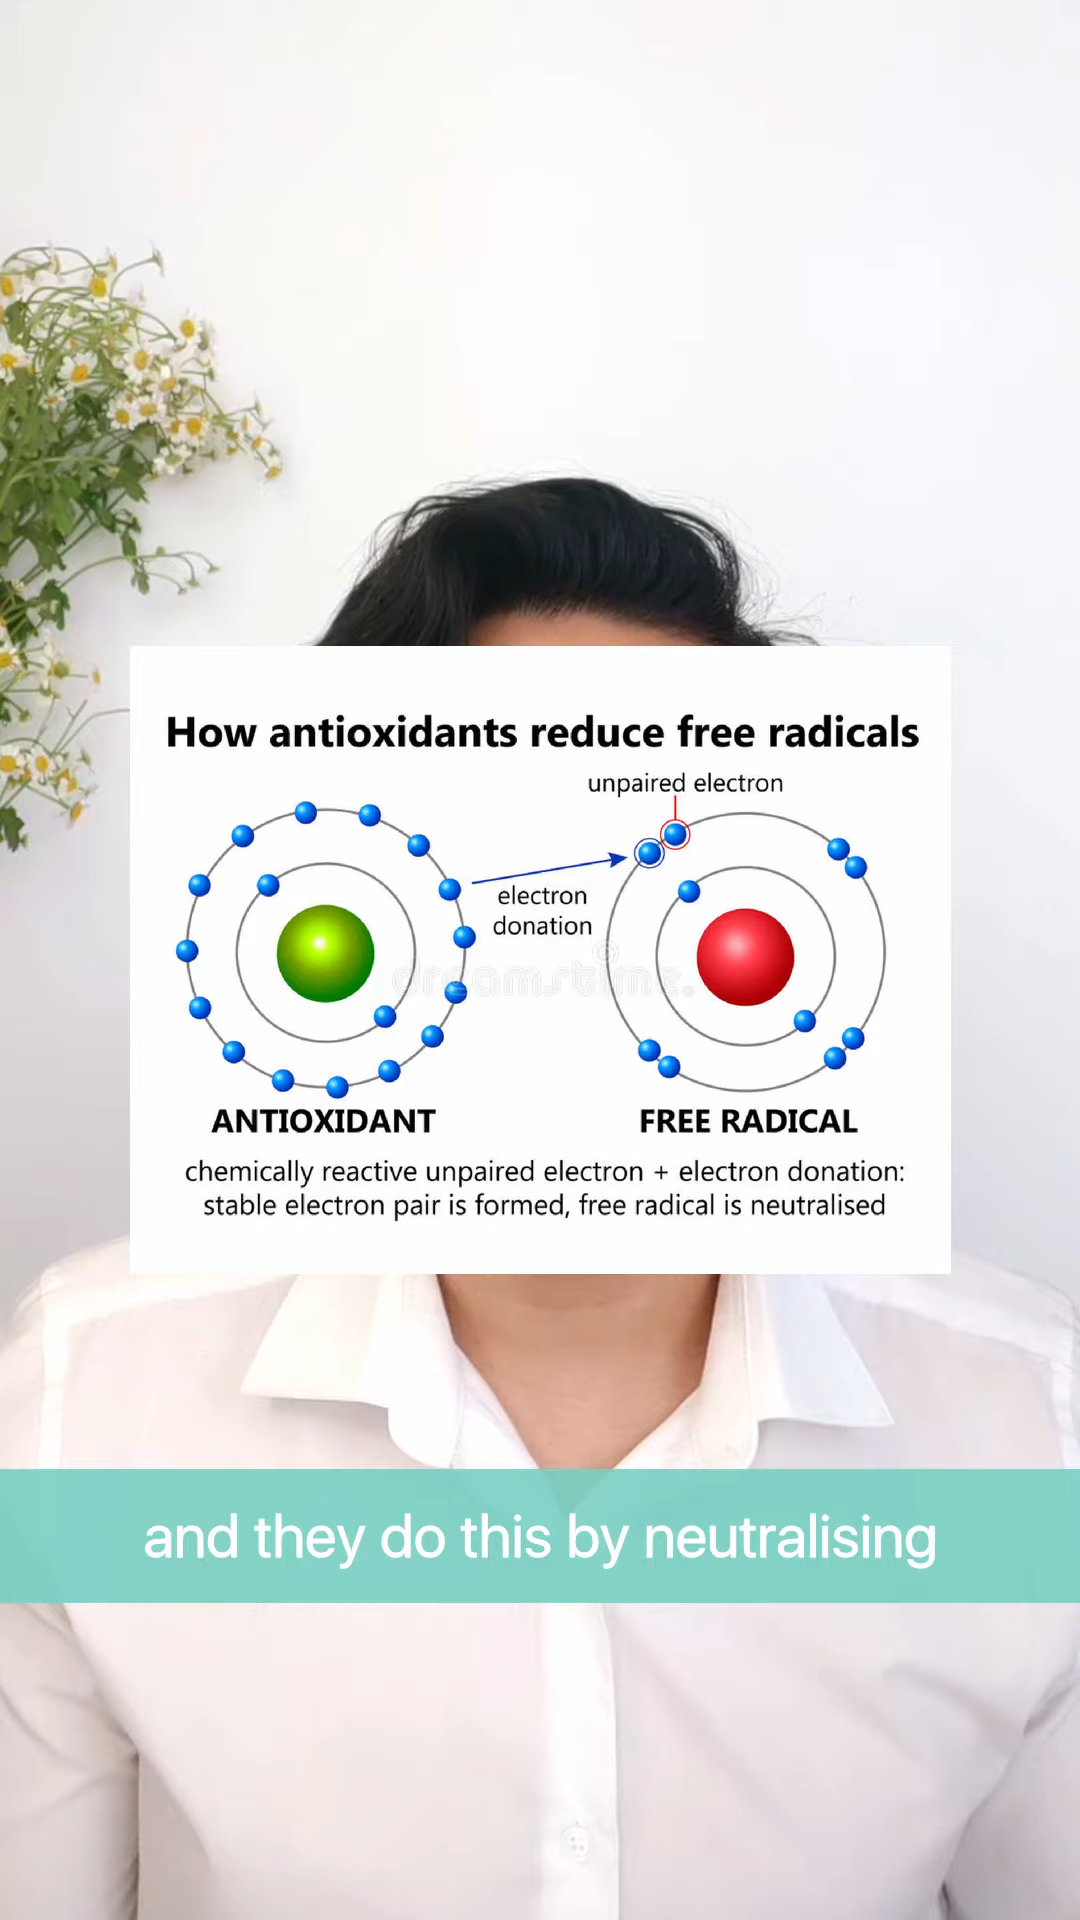 How antioxidants reduce free radicals
unpaired electron
electron
donation
dreamstime.
ANTIOXIDANT
FREE RADICAL
chemically reactive unpaired electron + electron donation:
stable electron pair is formed, free radical is neutralised
and they do this by neutralising